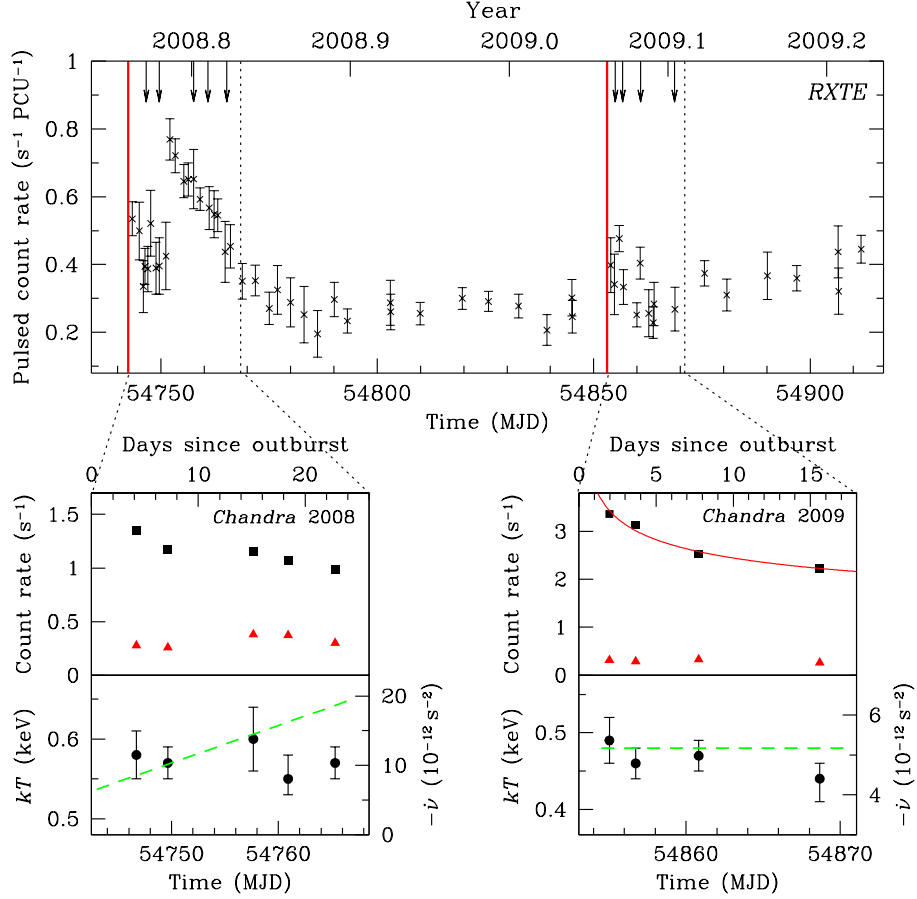 Year
2008.8 2008.9 2009.0 2009.1 2009.2
RXTE
Pulsed count rate (s⁻¹ PCU⁻¹)
1
0.8
0.6
0.4
0.2
54750 54800 54850 54900
Time (MJD)
Days since outburst
0 10 20
Chandra 2008
Count rate (s⁻¹)
1.5
1
0.5
0
kT (keV)
0.6
0.5
20
10
0
−ν̇ (10⁻¹² s⁻²)
54750 54760
Time (MJD)
Days since outburst
0 5 10 15
Chandra 2009
Count rate (s⁻¹)
3
2
1
0
kT (keV)
0.5
0.4
6
4
−ν̇ (10⁻¹² s⁻²)
54860 54870
Time (MJD)